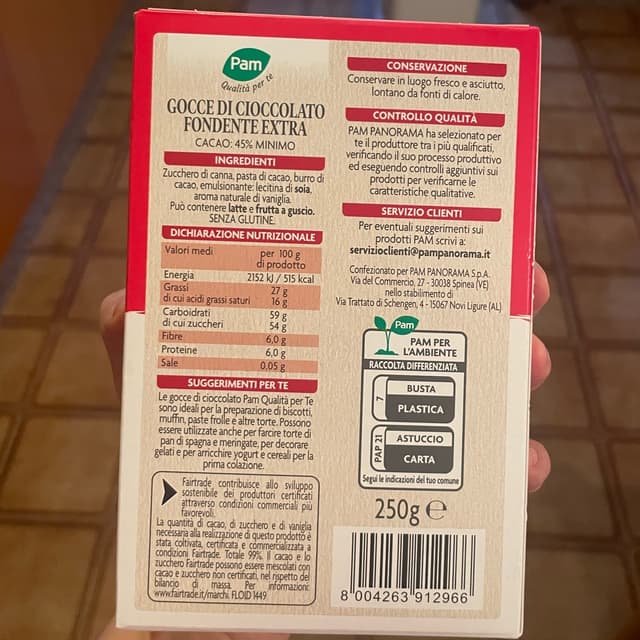 Pam
Qualità per te
GOCCE DI CIOCCOLATO
FONDENTE EXTRA
CACAO: 45% MINIMO
INGREDIENTI
Zucchero di canna, pasta di cacao, burro di
cacao, emulsionante: lecitina di soia,
aroma naturale di vaniglia.
Può contenere latte e frutta a guscio.
SENZA GLUTINE.
DICHIARAZIONE NUTRIZIONALE
Valori medi per 100 g
di prodotto
Energia 2152 kJ / 515 kcal
Grassi 27 g
di cui acidi grassi saturi 16 g
Carboidrati 59 g
di cui zuccheri 54 g
Fibre 6,0 g
Proteine 6,0 g
Sale 0,05 g
SUGGERIMENTI PER TE
Le gocce di cioccolato Pam Qualità per Te
sono ideali per la preparazione di biscotti,
muffin, paste frolle e altre torte. Possono
essere utilizzate anche per farcire torte di
pan di spagna e meringate, per decorare
gelati e per arricchire yogurt e cereali per la
prima colazione.
Fairtrade contribuisce allo sviluppo
sostenibile dei produttori certificati
attraverso condizioni commerciali più
favorevoli.
La quantità di cacao, di zucchero e di vaniglia
necessaria alla realizzazione di questo prodotto è
stata coltivata, certificata e commercializzata a
condizioni Fairtrade. Totale 99%. Il cacao e lo
zucchero Fairtrade possono essere mescolati con
cacao e zucchero non certificati, nel rispetto del
bilancio di massa. Per informazioni:
www.fairtrade.it/marchi. FLOID 1449
CONSERVAZIONE
Conservare in luogo fresco e asciutto,
lontano da fonti di calore.
CONTROLLO QUALITÀ
PAM PANORAMA ha selezionato per
te il produttore tra i più qualificati,
verificando il suo processo produttivo
ed eseguendo controlli aggiuntivi sui
prodotti per verificarne le
caratteristiche qualitative.
SERVIZIO CLIENTI
Per eventuali suggerimenti sui
prodotti PAM scrivi a:
servizioclienti@pampanorama.it
Confezionato per PAM PANORAMA S.p.A.
Via del Commercio, 27 - 30038 Spinea (VE)
nello stabilimento di
Via Trattato di Schengen, 4 - 15067 Novi Ligure (AL)
Pam
PAM PER
L'AMBIENTE
RACCOLTA DIFFERENZIATA
7 BUSTA
PLASTICA
PAP 21 ASTUCCIO
CARTA
Segui le indicazioni del tuo comune
250g e
8 004263 912966